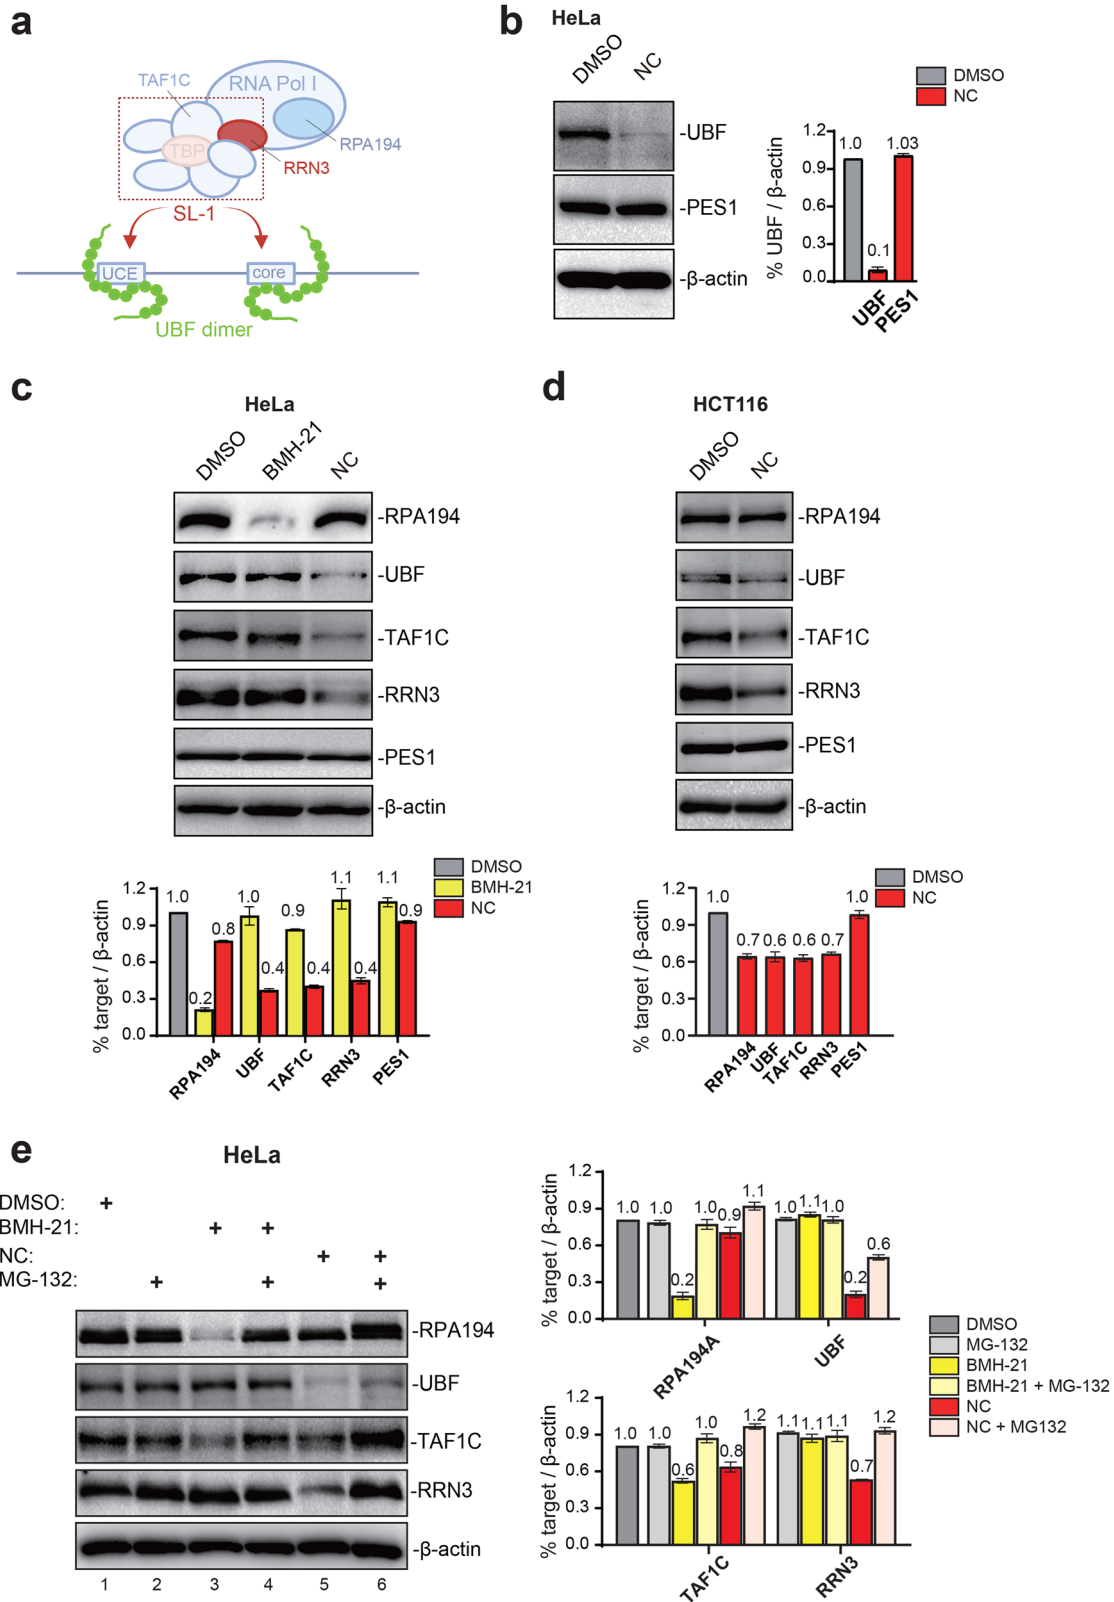 a
TAF1C
RNA Pol I
TBP
RPA194
RRN3
SL-1
UCE
core
UBF dimer
b
HeLa
DMSO
NC
-UBF
-PES1
-β-actin
DMSO
NC
% UBF / β-actin
1.2
0.9
0.6
0.3
0.0
1.0
0.1
1.03
UBF
PES1
c
HeLa
DMSO
BMH-21
NC
-RPA194
-UBF
-TAF1C
-RRN3
-PES1
-β-actin
DMSO
BMH-21
NC
% target / β-actin
1.2
0.9
0.6
0.3
0.0
1.0
0.2
0.8
1.0
0.4
0.9
0.4
1.1
0.4
1.1
0.9
RPA194
UBF
TAF1C
RRN3
PES1
d
HCT116
DMSO
NC
-RPA194
-UBF
-TAF1C
-RRN3
-PES1
-β-actin
DMSO
NC
% target / β-actin
1.2
0.9
0.6
0.3
0.0
1.0
0.7
0.6
0.6
0.7
1.0
RPA194
UBF
TAF1C
RRN3
PES1
e
HeLa
DMSO: +
BMH-21: + +
NC: + +
MG-132: + + +
-RPA194
-UBF
-TAF1C
-RRN3
-β-actin
1 2 3 4 5 6
% target / β-actin
1.2
0.9
0.6
0.3
0.0
1.0
1.0
0.2
1.0
0.9
1.1
1.0
1.1
1.0
0.2
0.6
RPA194A
UBF
% target / β-actin
1.2
0.9
0.6
0.3
0.0
1.0
1.0
0.6
1.0
0.8
1.2
1.1
1.1
1.1
0.7
1.2
TAF1C
RRN3
DMSO
MG-132
BMH-21
BMH-21 + MG-132
NC
NC + MG132